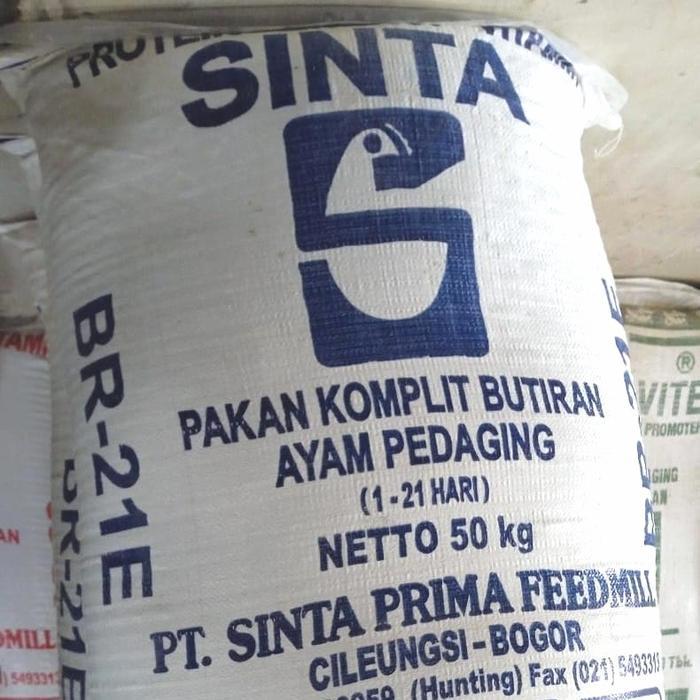 SINTA
PAKAN KOMPLIT BUTIRAN
AYAM PEDAGING
(1-21 HARI)
NETTO 50 kg
PT. SINTA PRIMA FEEDMILL
CILEUNGSI-BOGOR
(Hunting) Fax (021)
BR-21E
®
PROMOTE